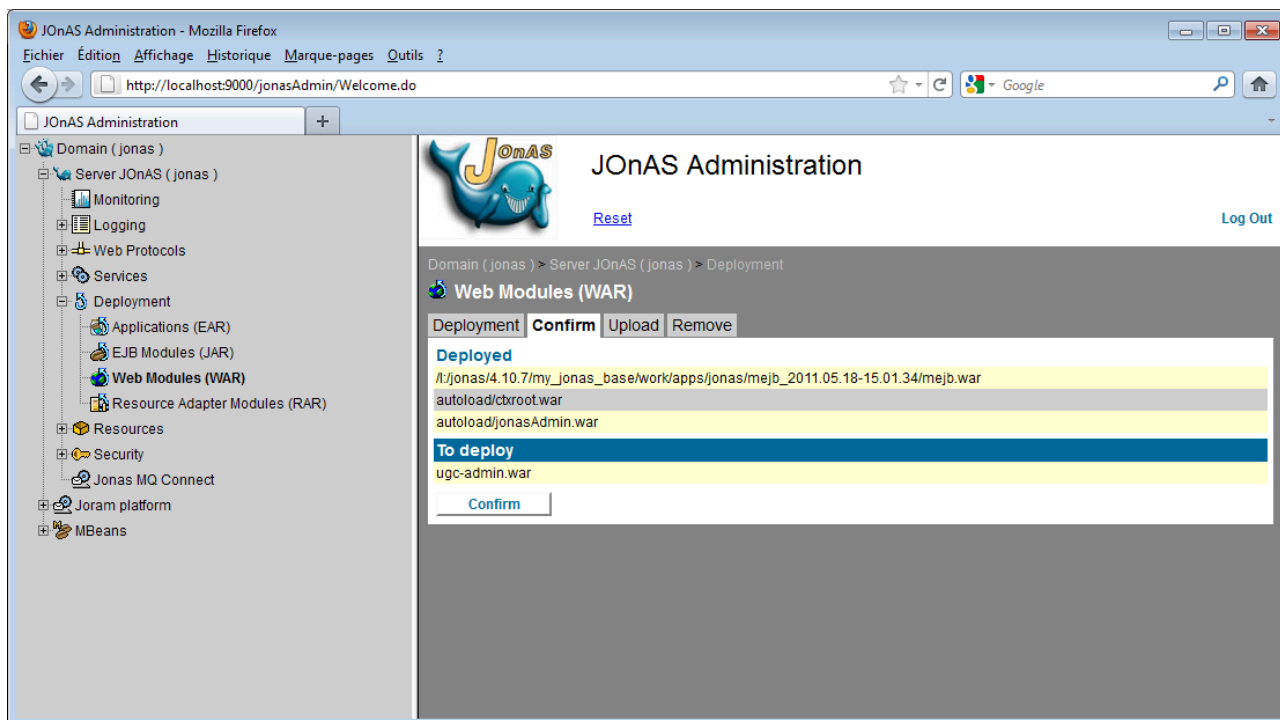 JOnAS Administration - Mozilla Firefox
Fichier Édition Affichage Historique Marque-pages Outils ?
http://localhost:9000/jonasAdmin/Welcome.do
Google
JOnAS Administration
Domain ( jonas )
Server JOnAS ( jonas )
Monitoring
Logging
Web Protocols
Services
Deployment
Applications (EAR)
EJB Modules (JAR)
Web Modules (WAR)
Resource Adapter Modules (RAR)
Resources
Security
Jonas MQ Connect
Joram platform
MBeans
JOnAS
JOnAS Administration
Reset
Log Out
Domain ( jonas ) > Server JOnAS ( jonas ) > Deployment
Web Modules (WAR)
Deployment Confirm Upload Remove
Deployed
/I:/jonas/4.10.7/my_jonas_base/work/apps/jonas/mejb_2011.05.18-15.01.34/mejb.war
autoload/ctxroot.war
autoload/jonasAdmin.war
To deploy
ugc-admin.war
Confirm